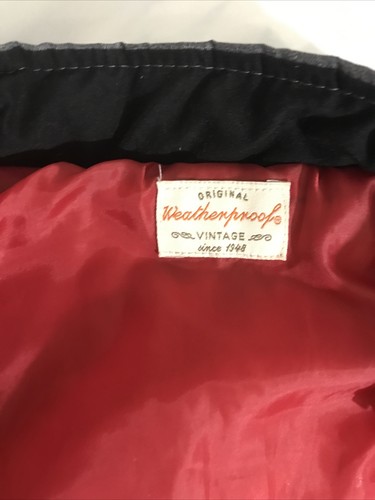 ORIGINAL
Weatherproof®
VINTAGE
since 1948